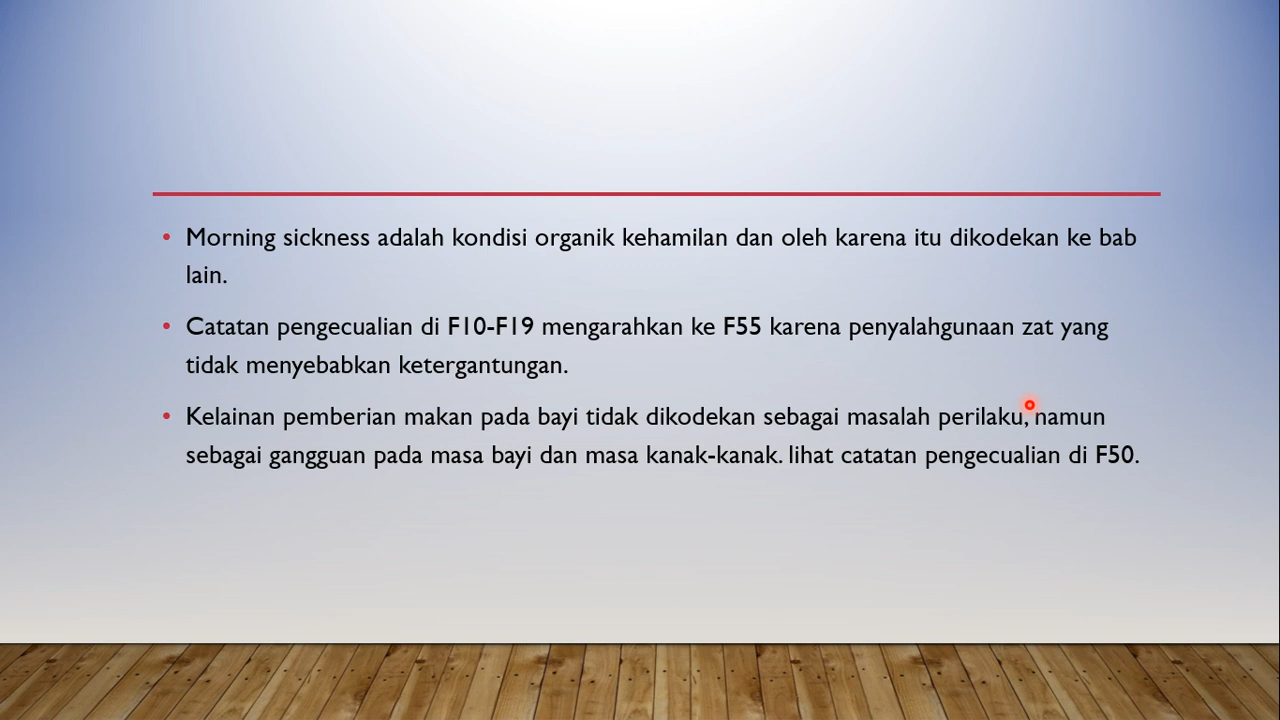 • Morning sickness adalah kondisi organik kehamilan dan oleh karena itu dikodekan ke bab
lain.
• Catatan pengecualian di F10-F19 mengarahkan ke F55 karena penyalahgunaan zat yang
tidak menyebabkan ketergantungan.
• Kelainan pemberian makan pada bayi tidak dikodekan sebagai masalah perilaku, namun
sebagai gangguan pada masa bayi dan masa kanak-kanak. lihat catatan pengecualian di F50.